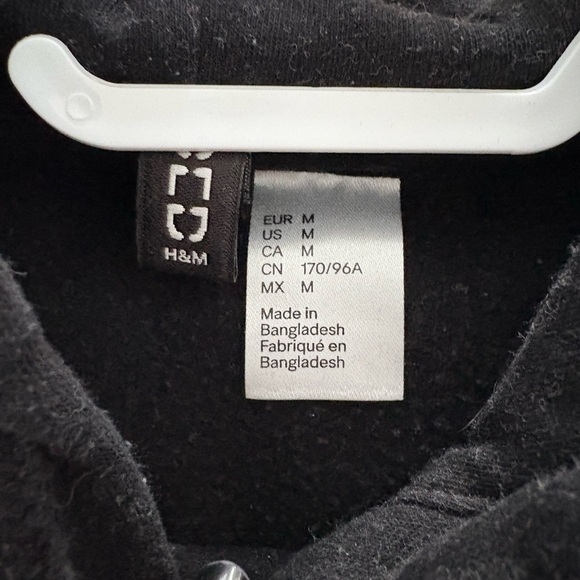 H&M
EUR M
US M
CA M
CN 170/96A
MX M
Made in
Bangladesh
Fabriqué en
Bangladesh